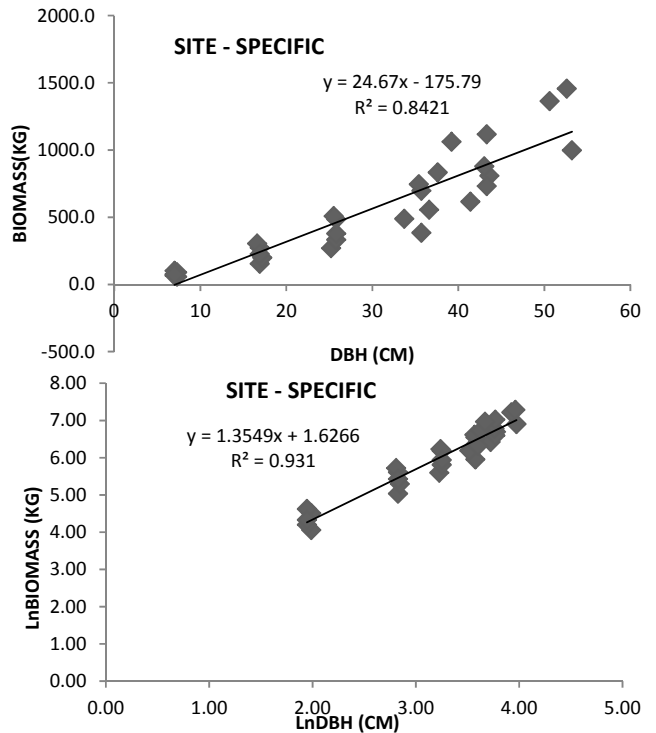 2000.0
SITE - SPECIFIC
1500.0
y = 24.67x - 175.79
R² = 0.8421
1000.0
BIOMASS(KG)
500.0
0.0
0 10 20 30 40 50 60
-500.0
DBH (CM)
8.00
SITE - SPECIFIC
7.00
y = 1.3549x + 1.6266
R² = 0.931
6.00
5.00
4.00
LnBIOMASS (KG)
3.00
2.00
1.00
0.00
0.00 1.00 2.00 3.00 4.00 5.00
LnDBH (CM)